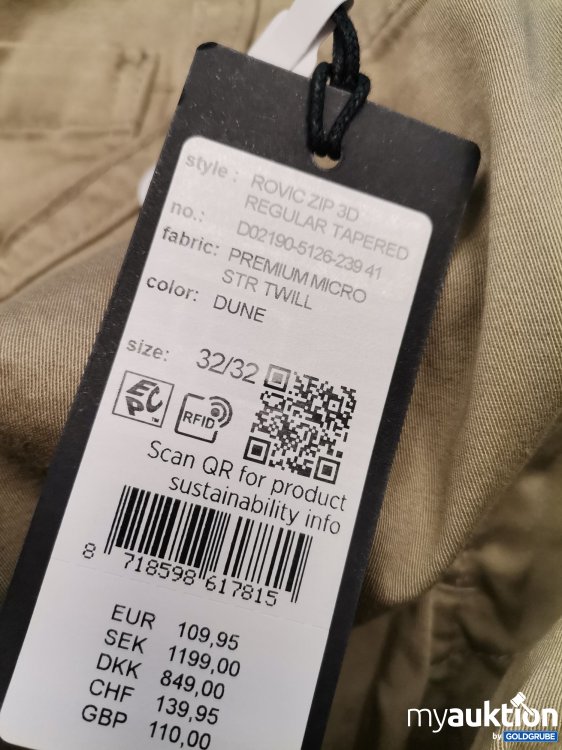 style : ROVIC ZIP 3D
REGULAR TAPERED
no.: D02190-5126-239 41
fabric: PREMIUM MICRO
STR TWILL
color: DUNE
size: 32/32
EPC™
RFID
Scan QR for product
sustainability info
8 718598 617815
EUR 109,95
SEK 1199,00
DKK 849,00
CHF 139,95
GBP 110,00
myauktion
by GOLDGRUBE